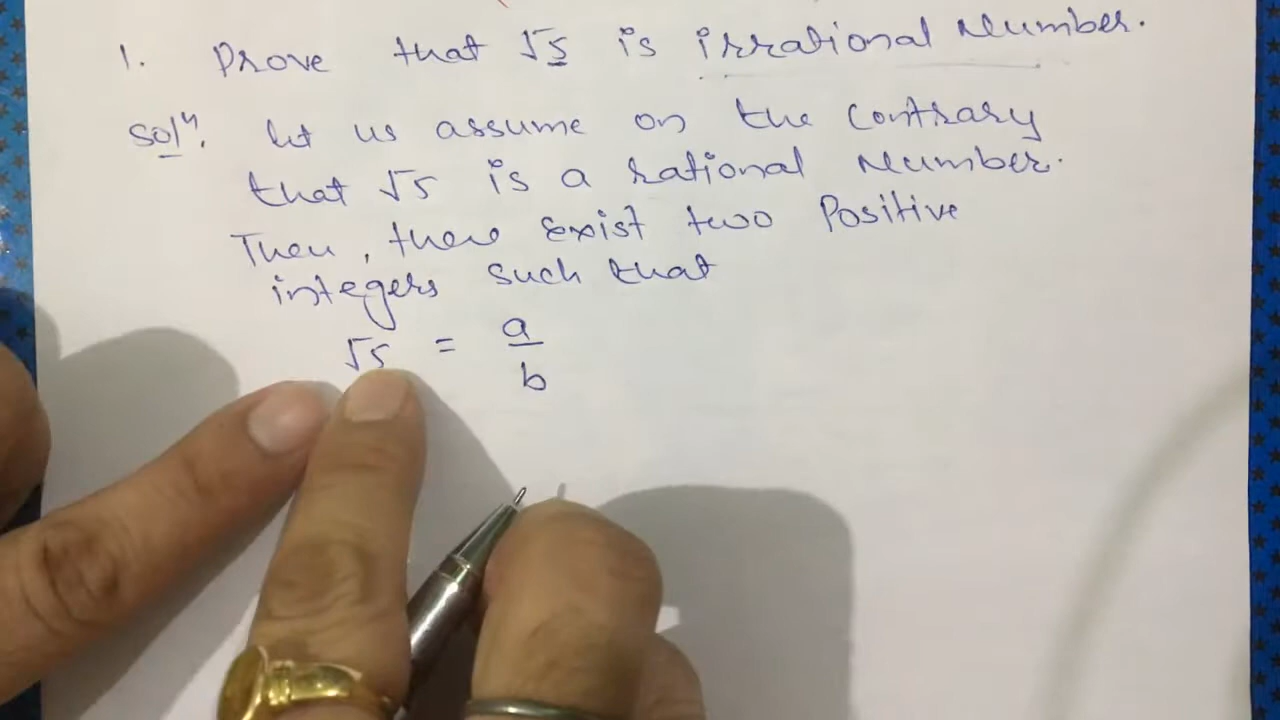 1. Prove that √5 is irrational Number.
Solⁿ. let us assume on the contrary
that √5 is a rational Number.
Then, there exist two Positive
integers such that
√5 = a/b